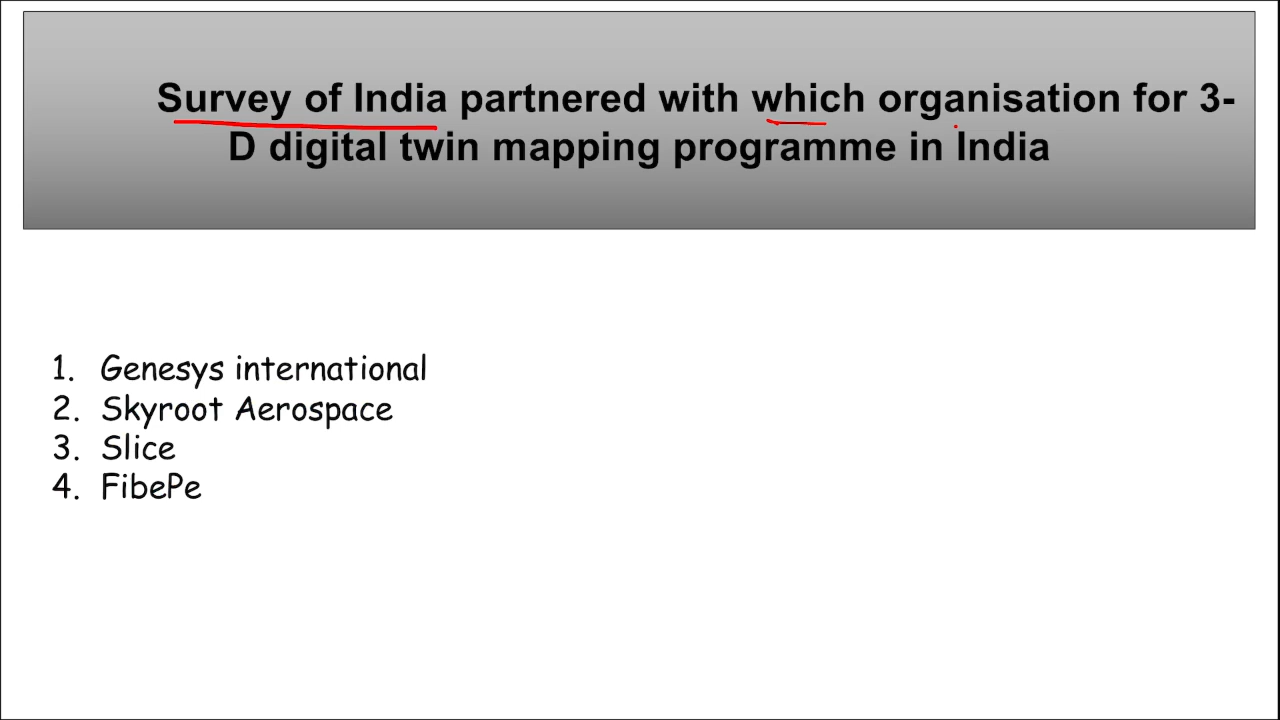 Survey of India partnered with which organisation for 3-
D digital twin mapping programme in India
1. Genesys international
2. Skyroot Aerospace
3. Slice
4. FibePe